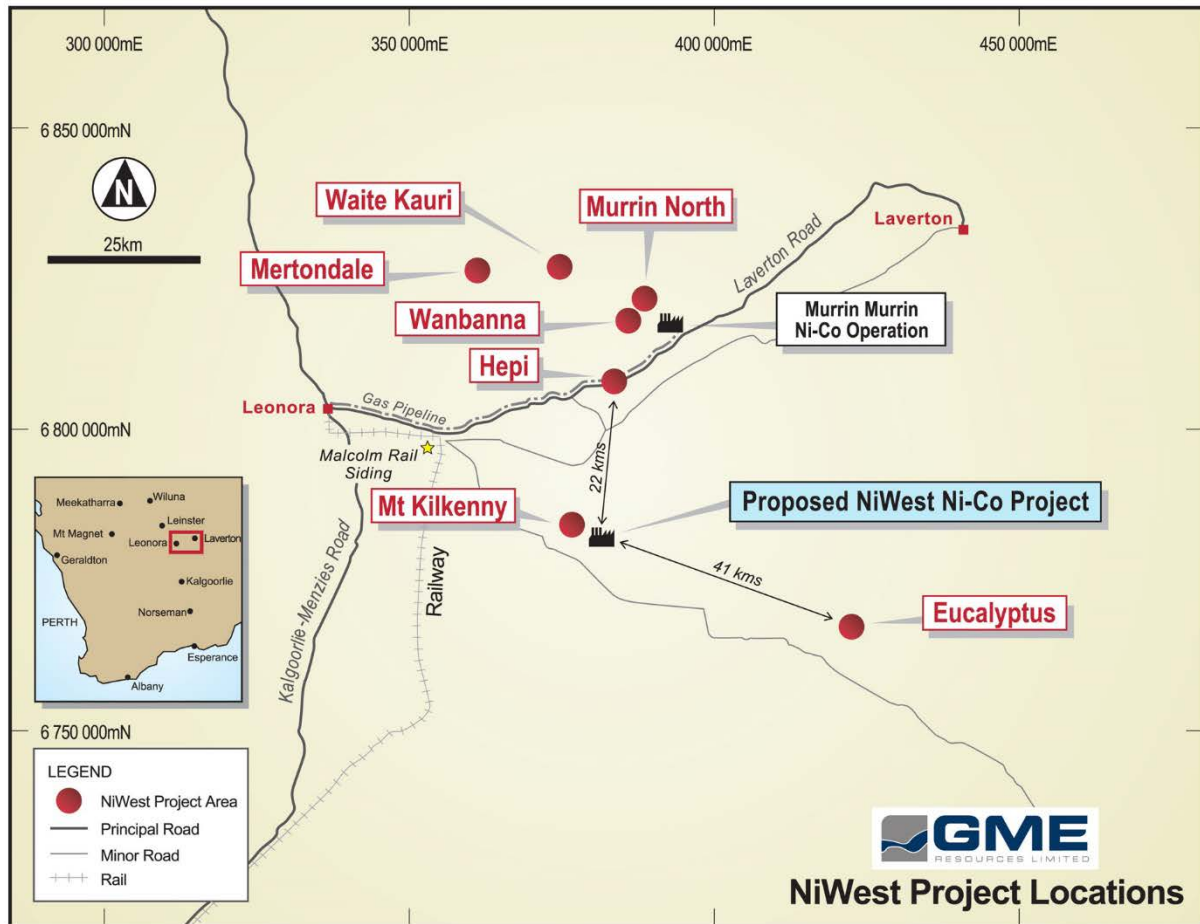 300 000mE
350 000mE
400 000mE
450 000mE
6 850 000mN
N
25km
Waite Kauri
Murrin North
Mertondale
Wanbanna
Hepi
Laverton
Laverton Road
Murrin Murrin
Ni-Co Operation
Leonora
Gas Pipeline
6 800 000mN
Malcolm Rail
Siding
22 kms
Mt Kilkenny
Proposed NiWest Ni-Co Project
41 kms
Eucalyptus
Kalgoorlie-Menzies Road
Railway
Meekatharra
Wiluna
Leinster
Mt Magnet
Leonora
Laverton
Geraldton
Kalgoorlie
Norseman
PERTH
Esperance
Albany
6 750 000mN
LEGEND
NiWest Project Area
Principal Road
Minor Road
Rail
GME
RESOURCES LIMITED
NiWest Project Locations